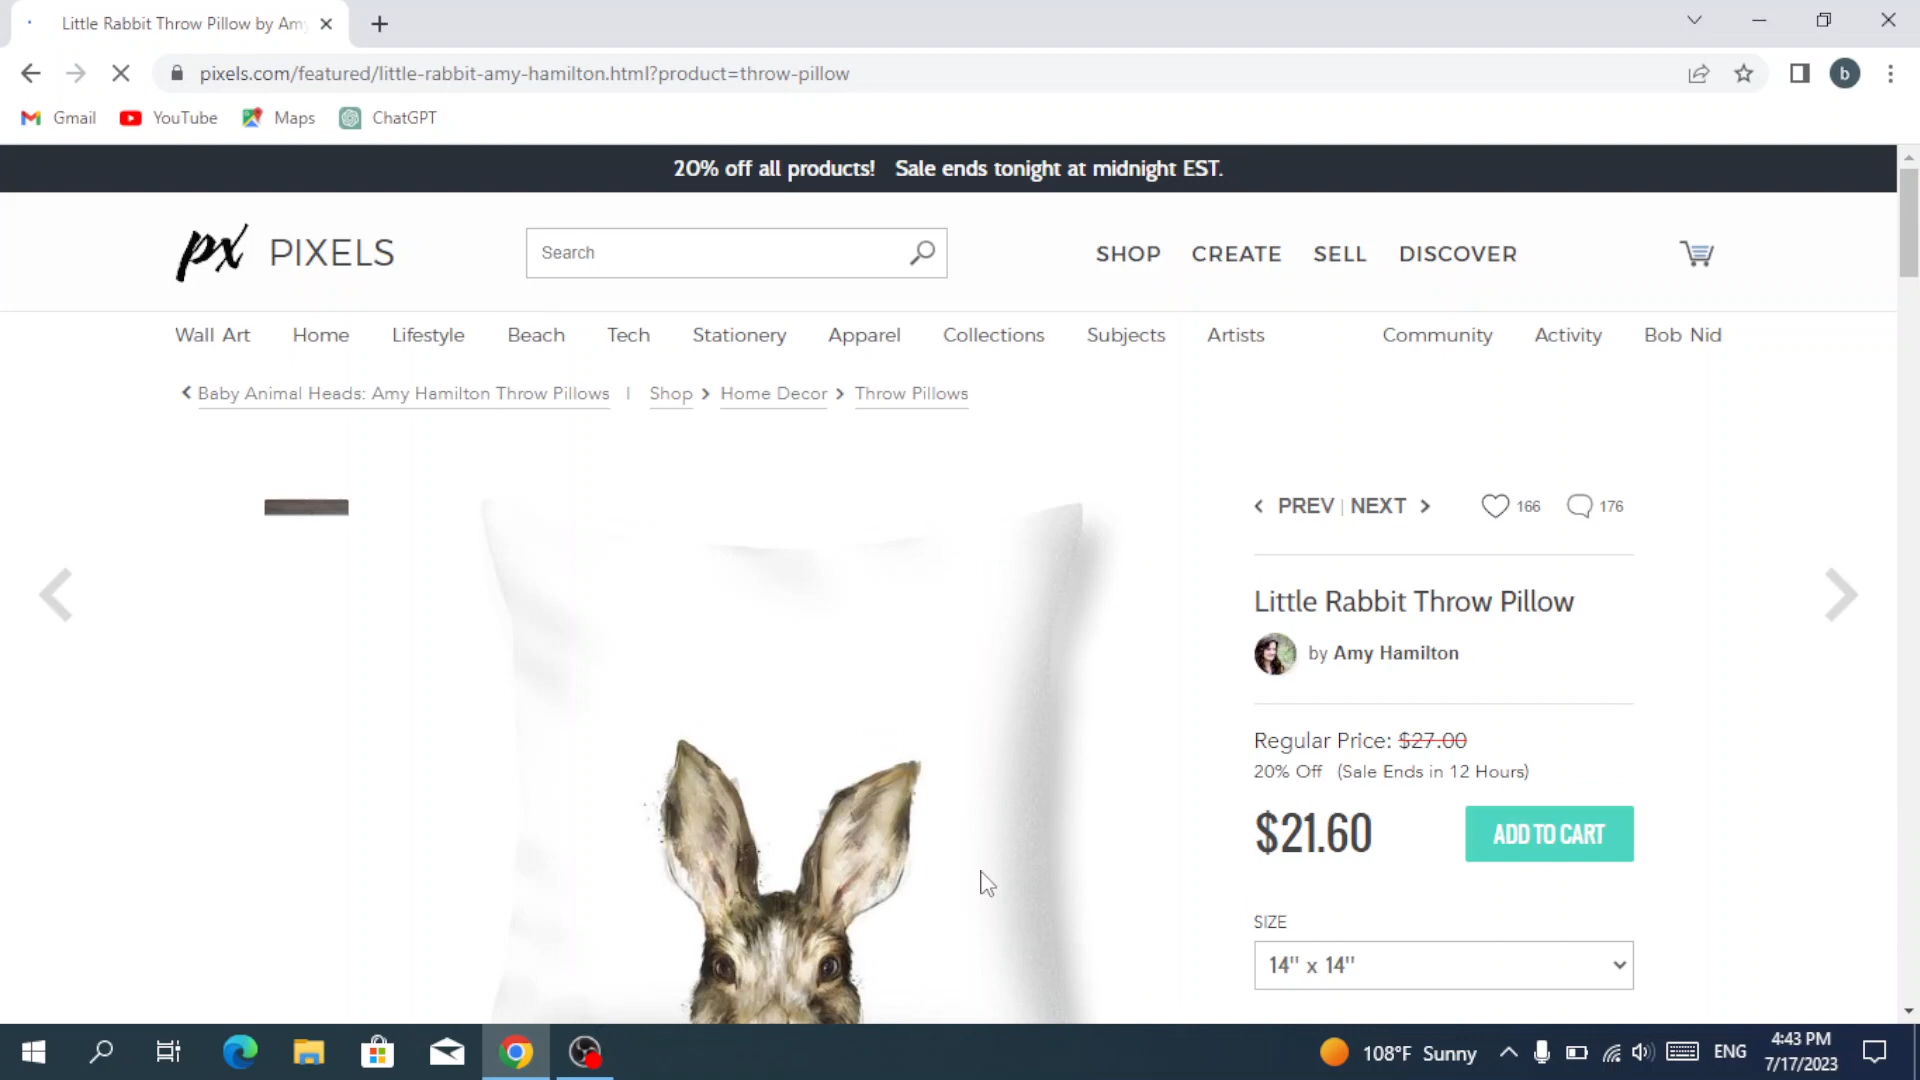 Little Rabbit Throw Pillow by Am
pixels.com/featured/little-rabbit-amy-hamilton.html?product=throw-pillow
b
Gmail YouTube Maps ChatGPT
20% off all products! Sale ends tonight at midnight EST.
px PIXELS
Search
SHOP CREATE SELL DISCOVER
Wall Art Home Lifestyle Beach Tech Stationery Apparel Collections Subjects Artists Community Activity Bob Nid
Baby Animal Heads: Amy Hamilton Throw Pillows | Shop > Home Decor > Throw Pillows
< PREV | NEXT > 166 176
Little Rabbit Throw Pillow
by Amy Hamilton
Regular Price: $27.00
20% Off (Sale Ends in 12 Hours)
$21.60 ADD TO CART
SIZE
14" x 14"
108°F Sunny
ENG
4:43 PM
7/17/2023